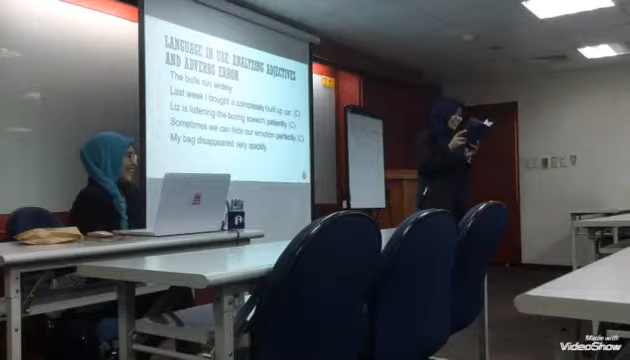 LANGUAGE IN USE: ANALYZING ADJECTIVES
AND ADVERBS ERROR
The bulls run widely
Last week I bought a completely built up car. (C)
Liz is listening the boring speech patiently (C)
Sometimes we can hide our emotion perfectly (C)
My bag disappeared very quickly.
Made with
VideoShow